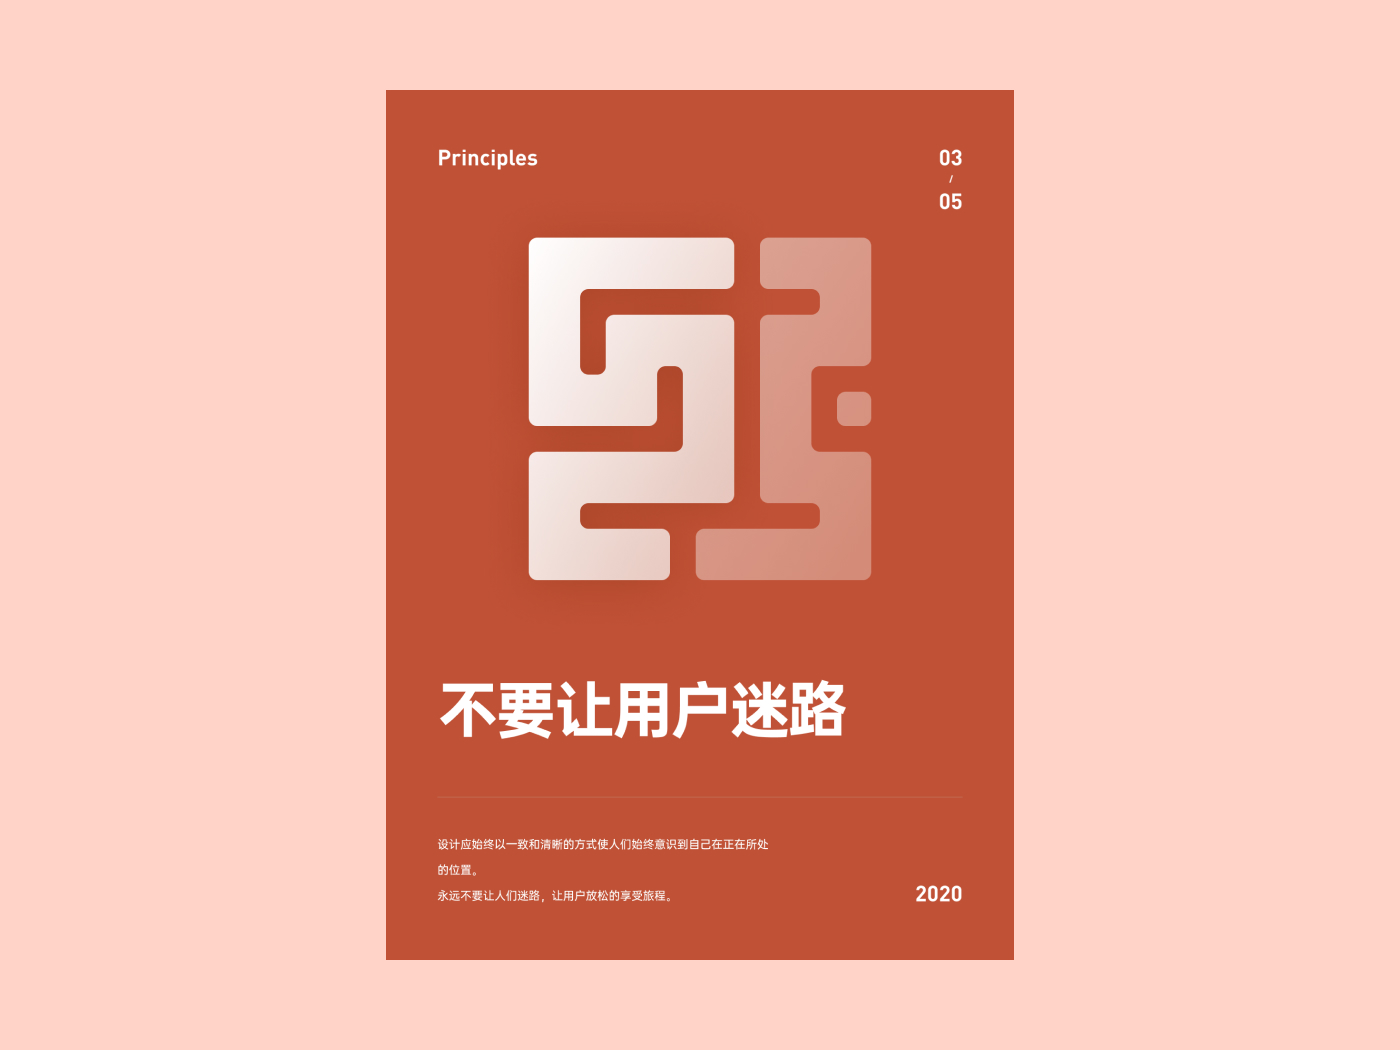 Principles
03
/
05
不要让用户迷路
设计应始终以一致和清晰的方式使人们始终意识到自己在正在所处
的位置。
永远不要让人们迷路，让用户放松的享受旅程。
2020